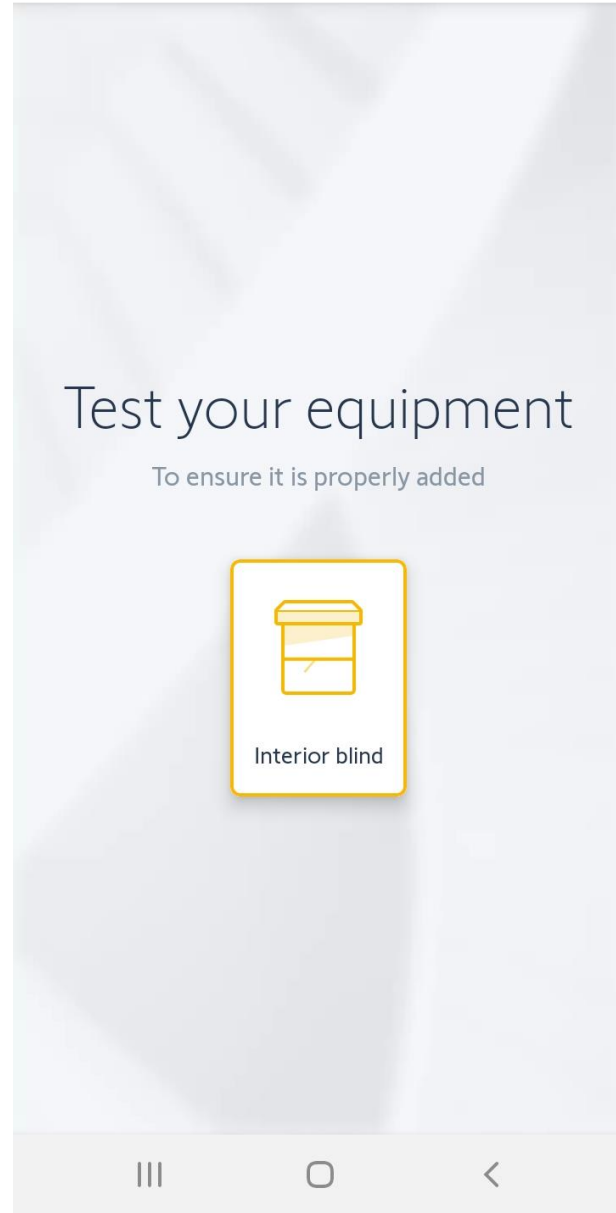 Test your equipment
To ensure it is properly added
Interior blind